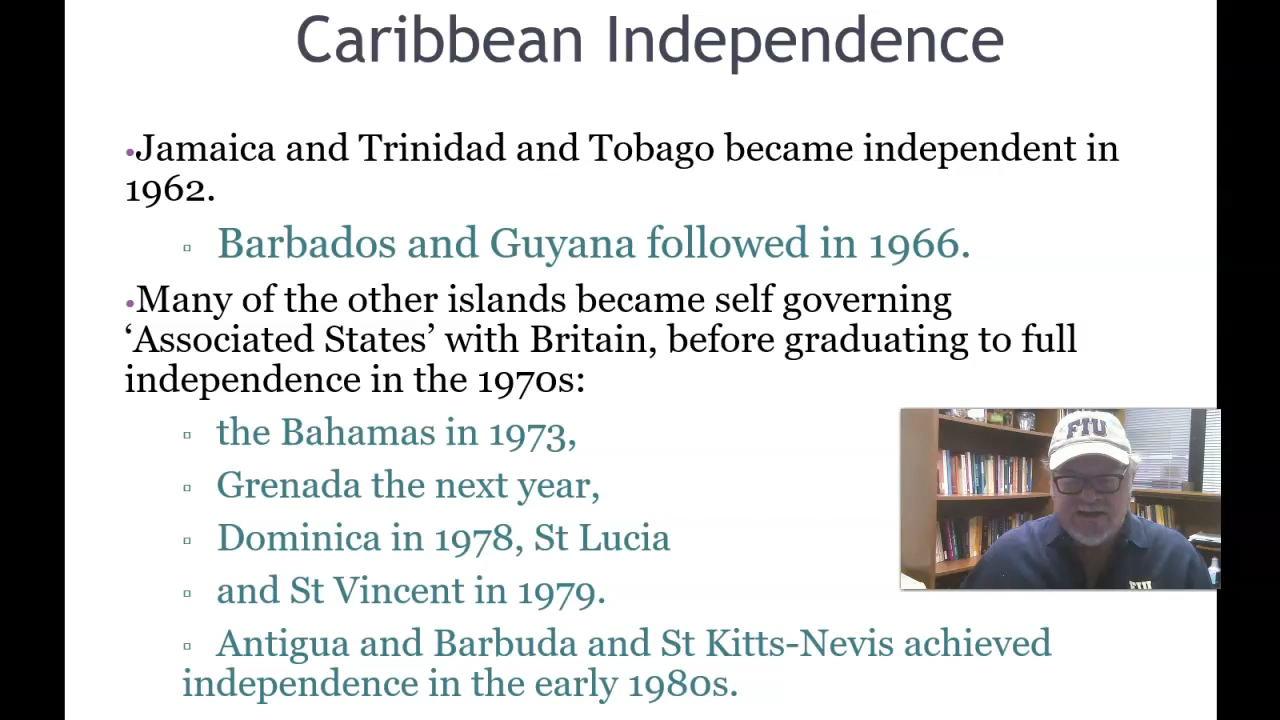 Caribbean Independence
•Jamaica and Trinidad and Tobago became independent in
1962.
▫ Barbados and Guyana followed in 1966.
•Many of the other islands became self governing
‘Associated States’ with Britain, before graduating to full
independence in the 1970s:
▫ the Bahamas in 1973,
▫ Grenada the next year,
▫ Dominica in 1978, St Lucia
▫ and St Vincent in 1979.
▫ Antigua and Barbuda and St Kitts-Nevis achieved
independence in the early 1980s.
FIU
FIU